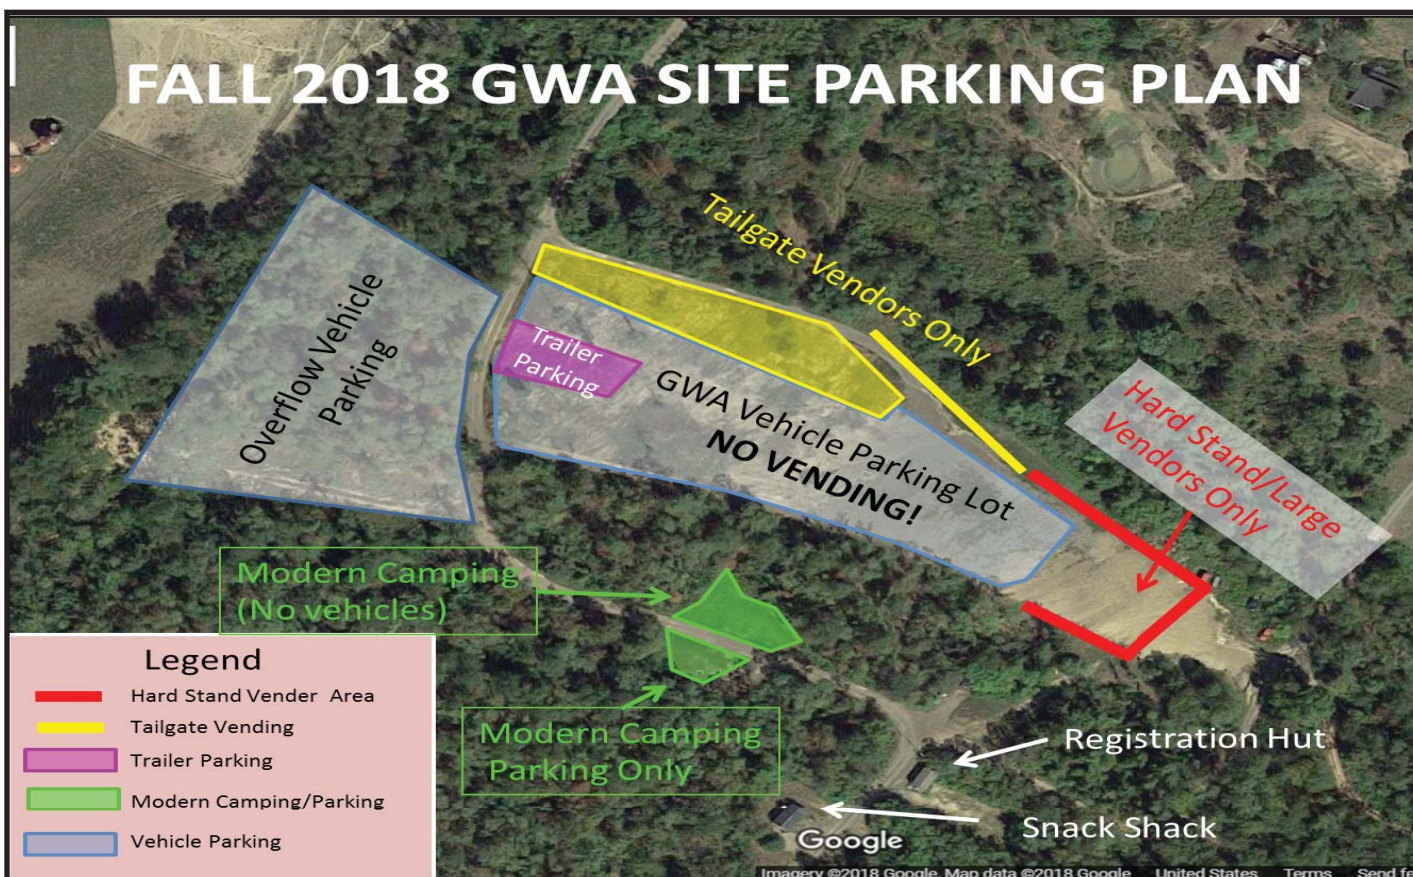 FALL 2018 GWA SITE PARKING PLAN
Tailgate Vendors Only
Overflow Vehicle
Parking
Trailer
Parking
GWA Vehicle Parking Lot
NO VENDING!
Hard Stand/Large
Vendors Only
Modern Camping
(No vehicles)
Modern Camping
Parking Only
Registration Hut
Snack Shack
Legend
Hard Stand Vender Area
Tailgate Vending
Trailer Parking
Modern Camping/Parking
Vehicle Parking
Google
Imagery ©2018 Google, Map data ©2018 Google United States Terms Send fe